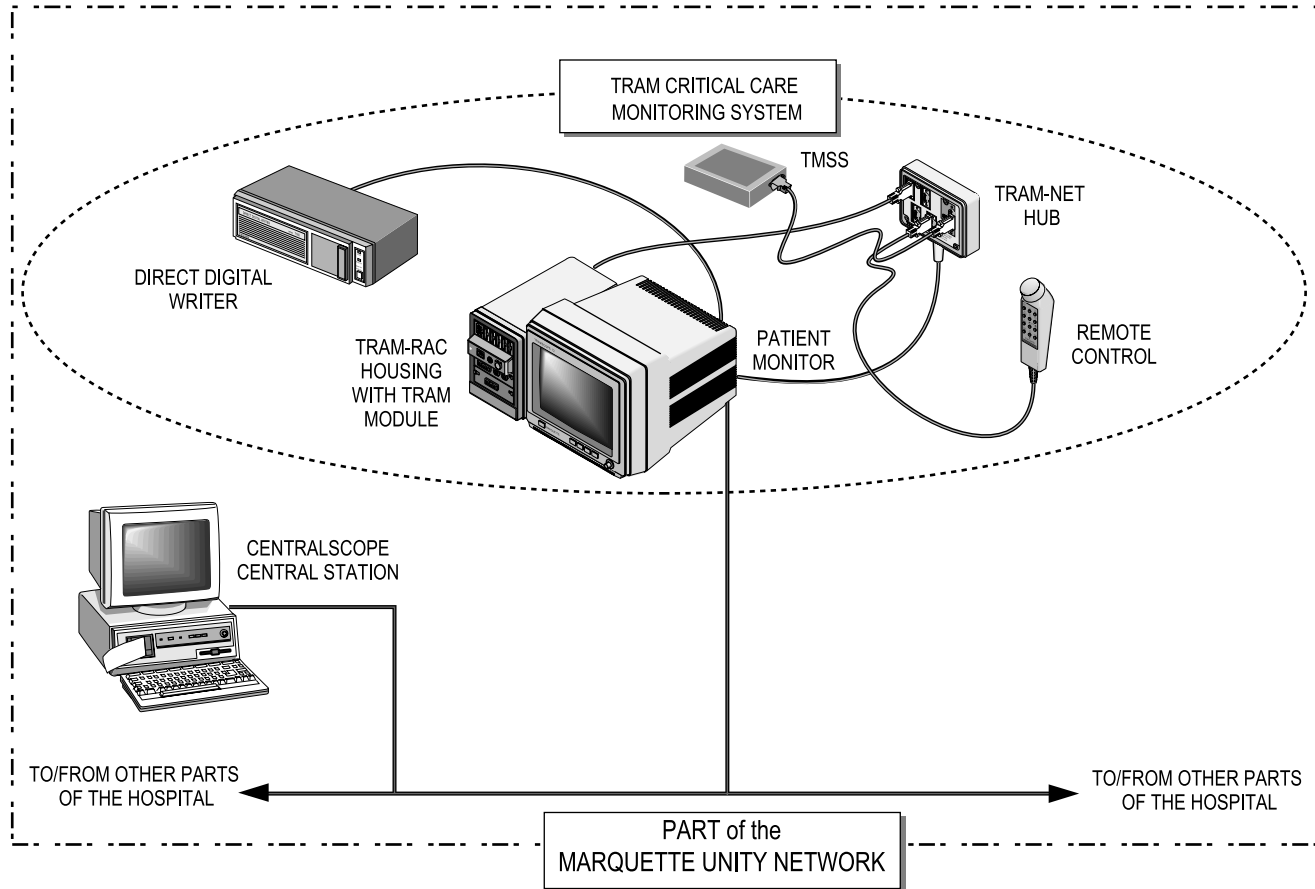 TRAM CRITICAL CARE
MONITORING SYSTEM
TMSS
TRAM-NET
HUB
DIRECT DIGITAL
WRITER
TRAM-RAC
HOUSING
WITH TRAM
MODULE
PATIENT
MONITOR
REMOTE
CONTROL
CENTRALSCOPE
CENTRAL STATION
TO/FROM OTHER PARTS
OF THE HOSPITAL
TO/FROM OTHER PARTS
OF THE HOSPITAL
PART of the
MARQUETTE UNITY NETWORK